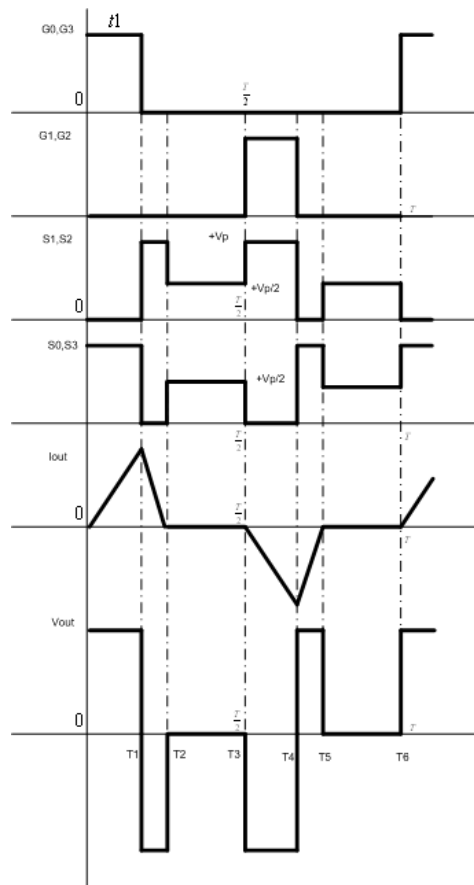 t1
G0,G3
0
T/2
G1,G2
T
S1,S2
+Vp
+Vp/2
0
T/2
S0,S3
+Vp/2
T/2
T
Iout
0
T/2
T
Vout
0
T/2
T
T1 T2 T3 T4 T5 T6